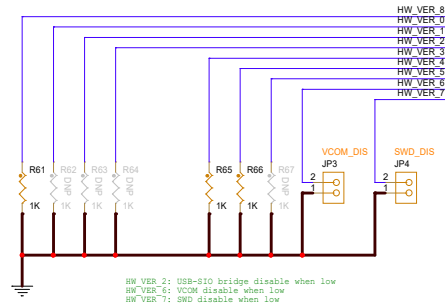 HW_VER_8
HW_VER_0
HW_VER_1
HW_VER_2
HW_VER_3
HW_VER_4
HW_VER_5
HW_VER_6
HW_VER_7
VCOM_DIS SWD_DIS
R61 R62 R63 R64 R65 R66 R67 JP3 JP4
DNP DNP DNP DNP
2 2
1 1
1K 1K 1K 1K 1K 1K 1K
HW_VER_2: USB-SIO bridge disable when low
HW_VER_6: VCOM disable when low
HW_VER_7: SWD disable when low